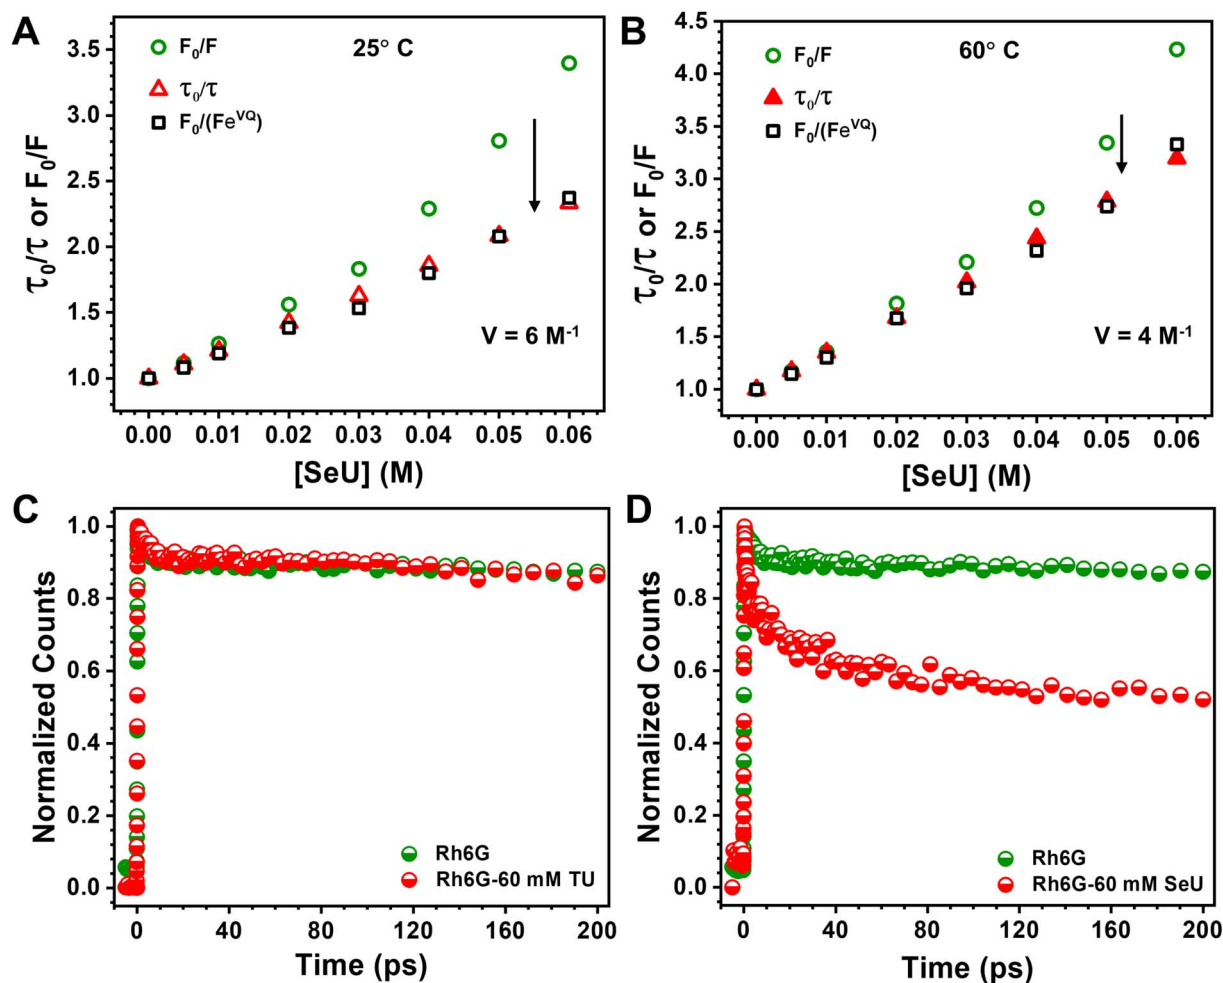 A
F₀/F
τ₀/τ
F₀/(Fe^VQ)
25° C
V = 6 M⁻¹
τ₀/τ or F₀/F
3.5
3.0
2.5
2.0
1.5
1.0
0.00 0.01 0.02 0.03 0.04 0.05 0.06
[SeU] (M)
B
F₀/F
τ₀/τ
F₀/(Fe^VQ)
60° C
V = 4 M⁻¹
τ₀/τ or F₀/F
4.5
4.0
3.5
3.0
2.5
2.0
1.5
1.0
0.00 0.01 0.02 0.03 0.04 0.05 0.06
[SeU] (M)
C
Normalized Counts
1.0
0.8
0.6
0.4
0.2
0.0
Rh6G
Rh6G-60 mM TU
0 40 80 120 160 200
Time (ps)
D
Normalized Counts
1.0
0.8
0.6
0.4
0.2
0.0
Rh6G
Rh6G-60 mM SeU
0 40 80 120 160 200
Time (ps)